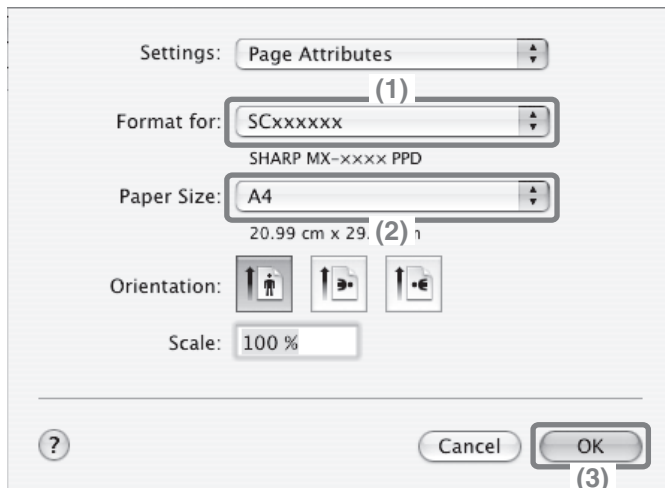 Settings: Page Attributes
(1)
Format for: SCxxxxxx
SHARP MX-xxxx PPD
Paper Size: A4
20.99 cm x 29.
(2)
Orientation:
Scale: 100 %
? Cancel OK
(3)